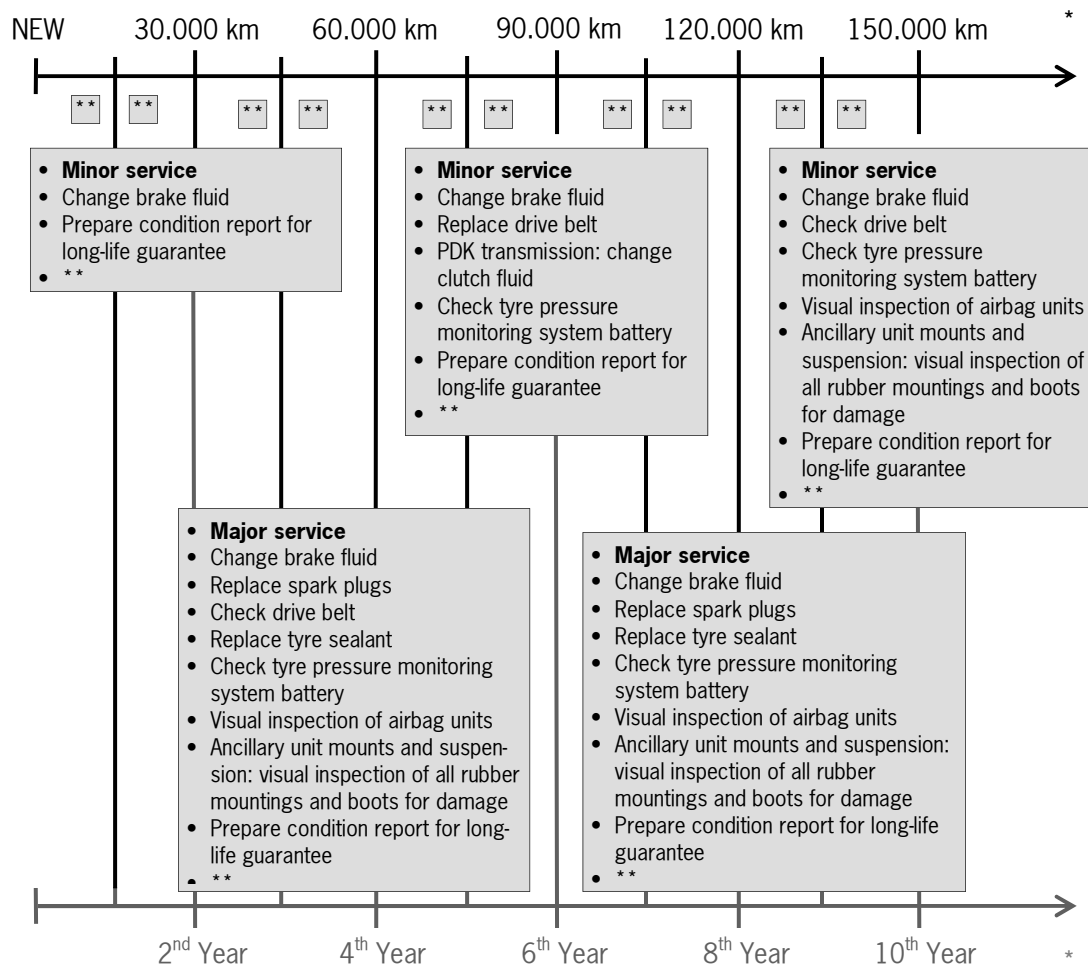 NEW 30.000 km 60.000 km 90.000 km 120.000 km 150.000 km *
** ** ** ** ** ** ** ** ** **
• Minor service
• Change brake fluid
• Prepare condition report for
long-life guarantee
• **
• Minor service
• Change brake fluid
• Replace drive belt
• PDK transmission: change
clutch fluid
• Check tyre pressure
monitoring system battery
• Prepare condition report for
long-life guarantee
• **
• Minor service
• Change brake fluid
• Check drive belt
• Check tyre pressure
monitoring system battery
• Visual inspection of airbag units
• Ancillary unit mounts and
suspension: visual inspection of
all rubber mountings and boots
for damage
• Prepare condition report for
long-life guarantee
• **
• Major service
• Change brake fluid
• Replace spark plugs
• Check drive belt
• Replace tyre sealant
• Check tyre pressure monitoring
system battery
• Visual inspection of airbag units
• Ancillary unit mounts and suspen-
sion: visual inspection of all rubber
mountings and boots for damage
• Prepare condition report for long-
life guarantee
• **
• Major service
• Change brake fluid
• Replace spark plugs
• Replace tyre sealant
• Check tyre pressure monitoring
system battery
• Visual inspection of airbag units
• Ancillary unit mounts and suspension:
visual inspection of all rubber
mountings and boots for damage
• Prepare condition report for long-life
guarantee
• **
2nd Year 4th Year 6th Year 8th Year 10th Year *